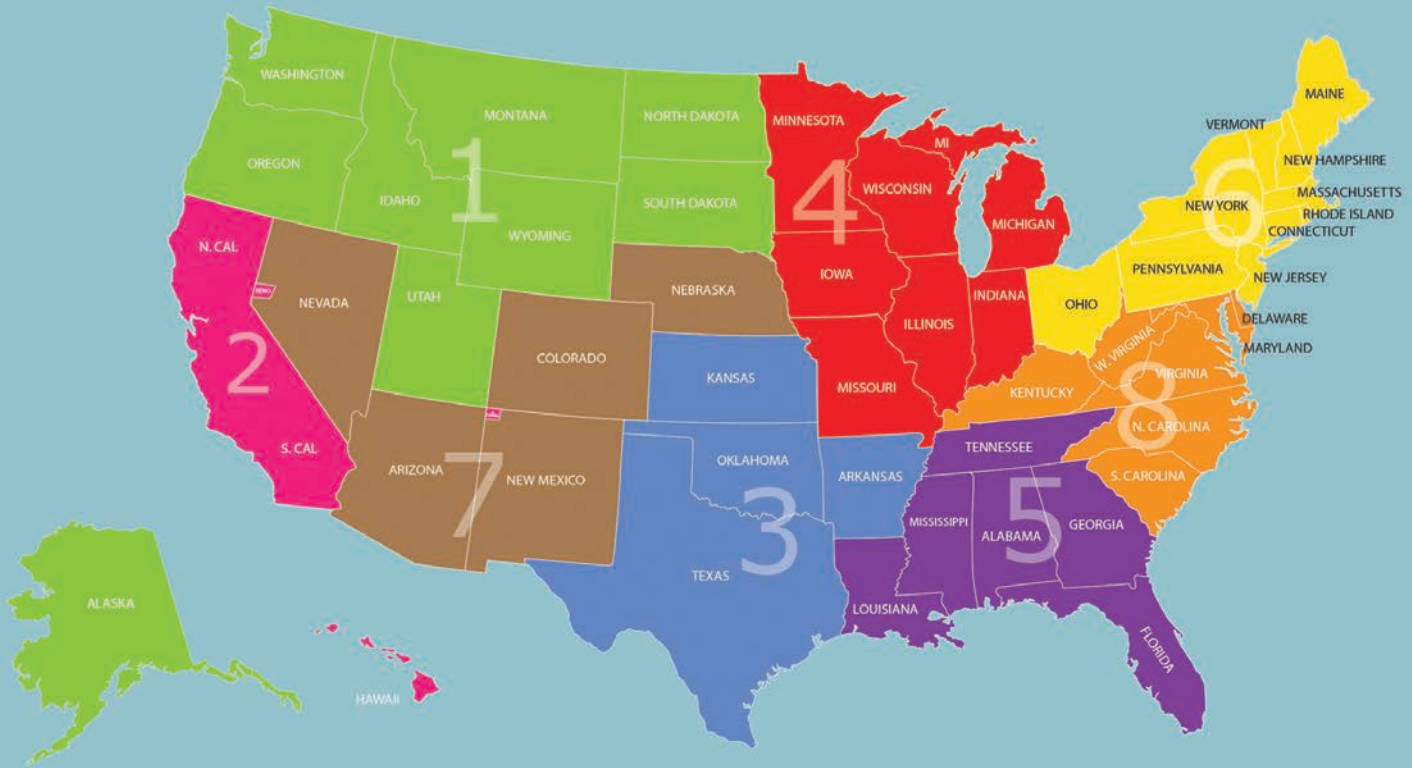 WASHINGTON
MONTANA
NORTH DAKOTA
MINNESOTA
MAINE
VERMONT
MI
OREGON
1
IDAHO
WYOMING
SOUTH DAKOTA
4
WISCONSIN
MICHIGAN
NEW HAMPSHIRE
6
MASSACHUSETTS
NEW YORK
RHODE ISLAND
CONNECTICUT
N. CAL
NEVADA
UTAH
NEBRASKA
IOWA
ILLINOIS
INDIANA
OHIO
PENNSYLVANIA
NEW JERSEY
DELAWARE
MARYLAND
2
COLORADO
KANSAS
MISSOURI
KENTUCKY
W. VIRGINIA
VIRGINIA
8
N. CAROLINA
S. CAL
ARIZONA
7
NEW MEXICO
OKLAHOMA
3
ARKANSAS
TENNESSEE
S. CAROLINA
MISSISSIPPI
ALABAMA
5
GEORGIA
TEXAS
LOUISIANA
FLORIDA
ALASKA
HAWAII